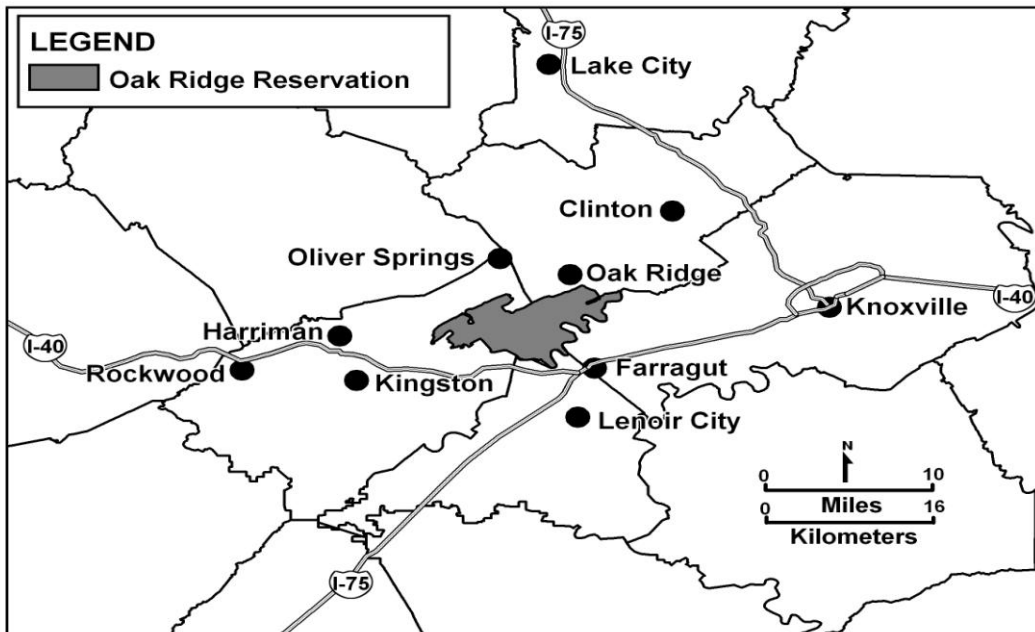 LEGEND
Oak Ridge Reservation
I-75
Lake City
Clinton
Oliver Springs
Oak Ridge
I-40
Knoxville
Harriman
I-40
Rockwood
Kingston
Farragut
Lenoir City
N
0 10
Miles
0 16
Kilometers
I-75